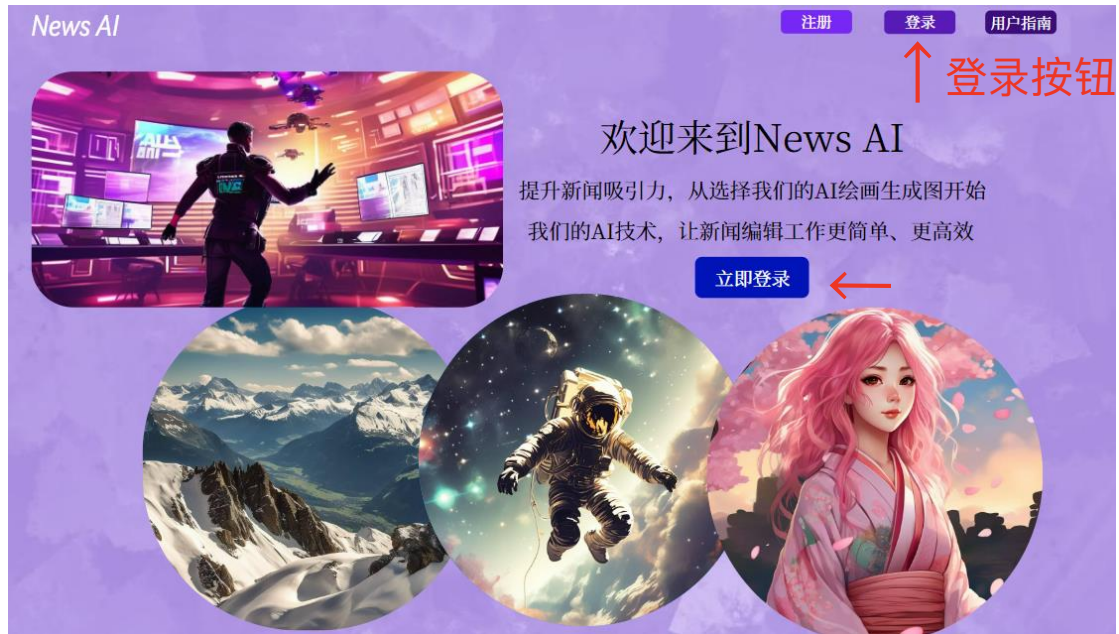 News AI
注册
登录
用户指南
登录按钮
欢迎来到News AI
提升新闻吸引力，从选择我们的AI绘画生成图开始
我们的AI技术，让新闻编辑工作更简单、更高效
立即登录